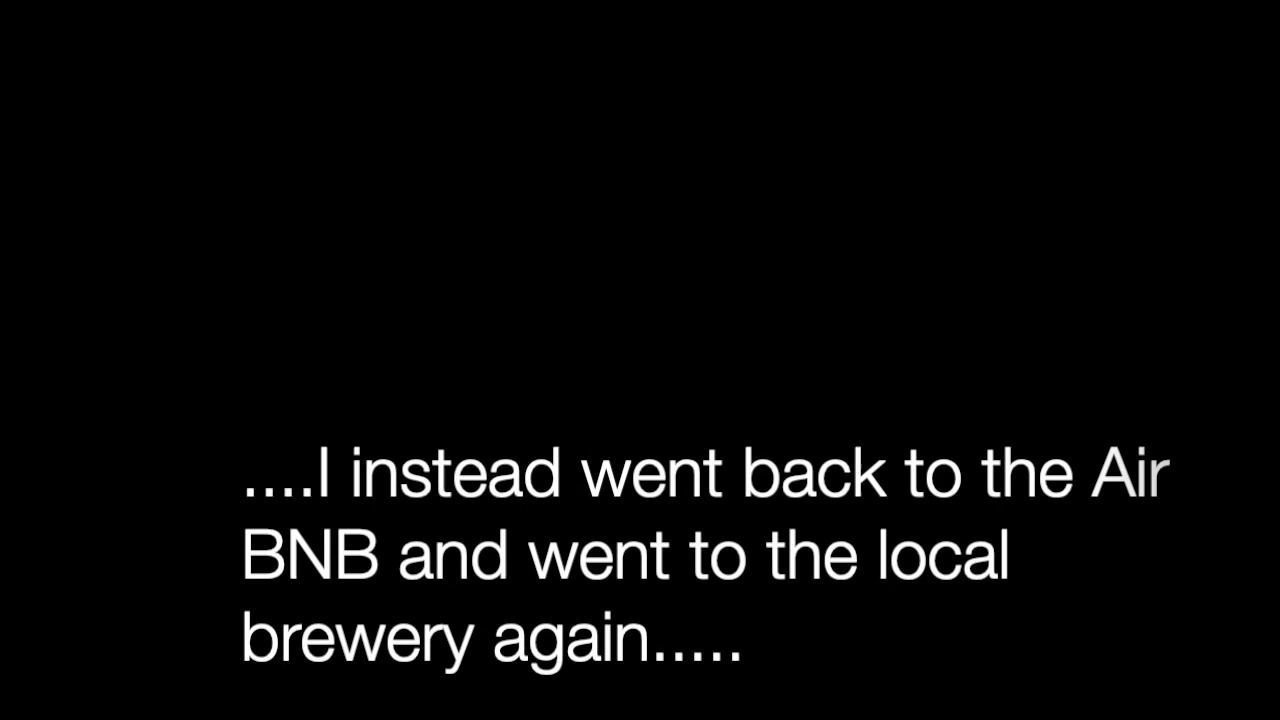 ....I instead went back to the Air
BNB and went to the local
brewery again.....